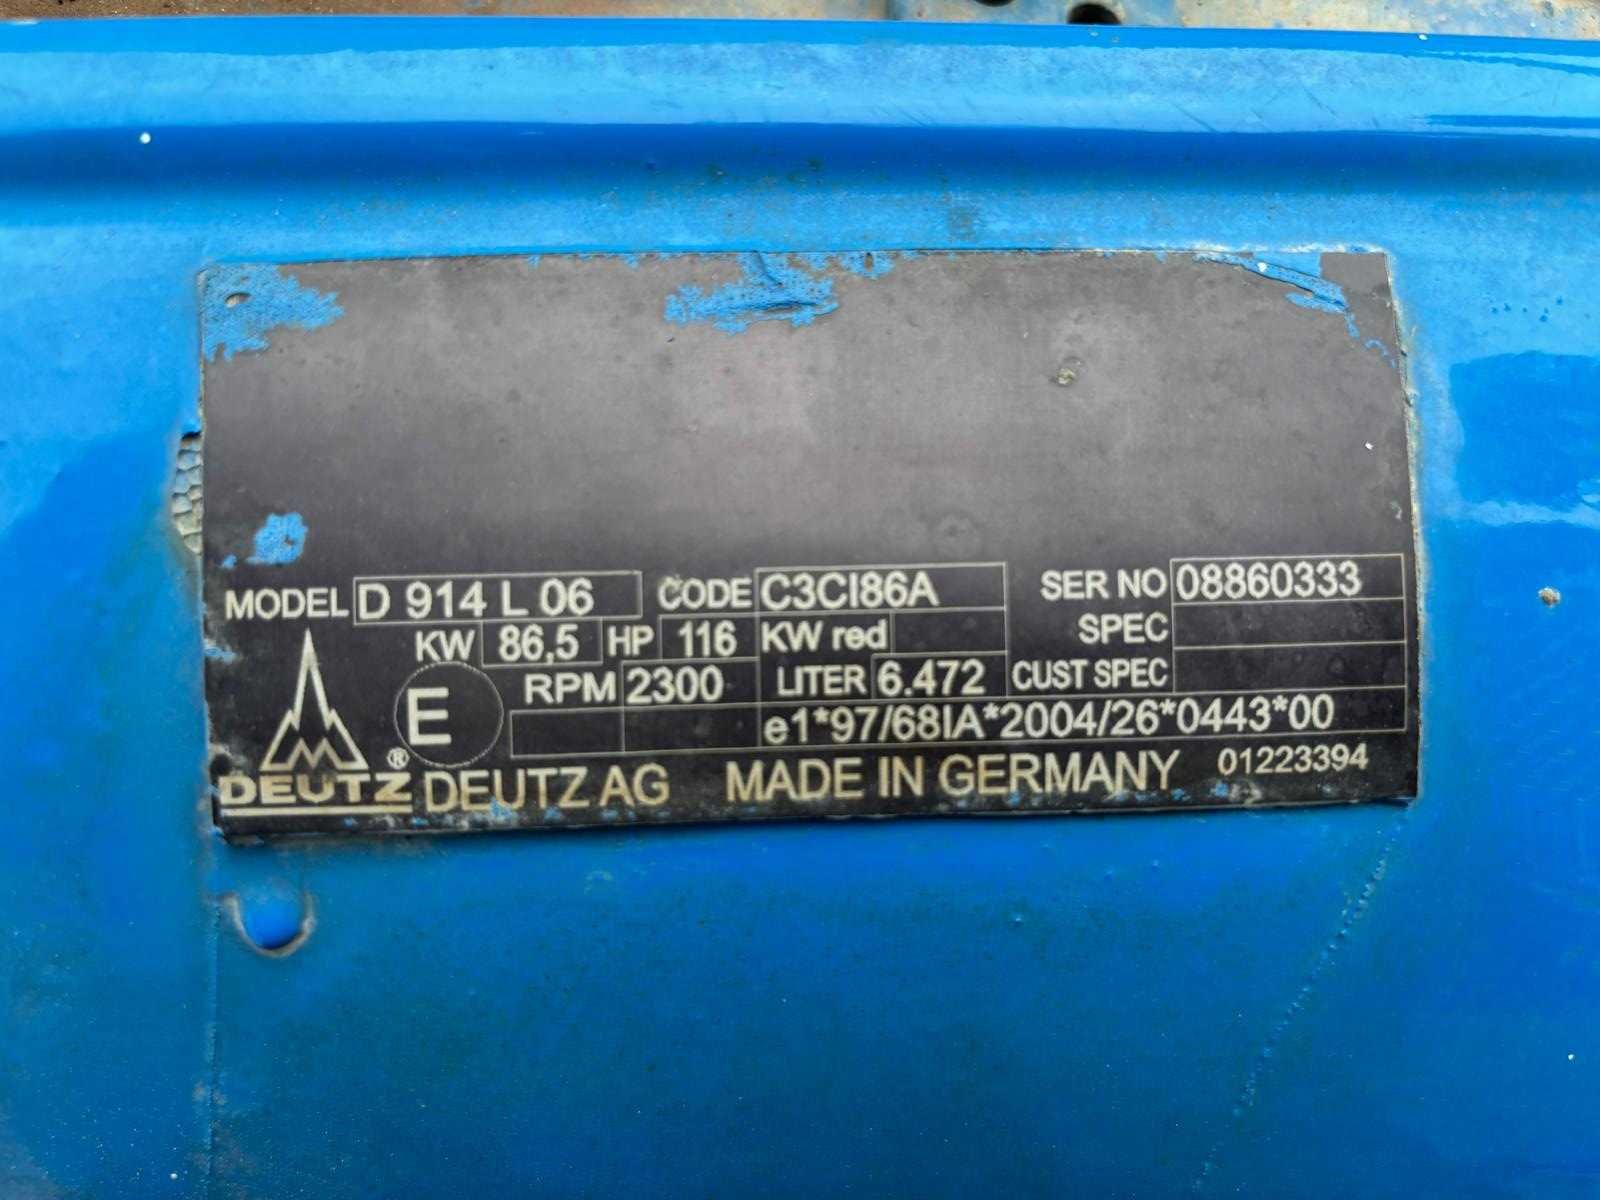 MODEL D 914 L 06 CODE C3CI86A SER NO 08860333
KW 86,5 HP 116 KW red SPEC
E RPM 2300 LITER 6.472 CUST SPEC
e1*97/68IA*2004/26*0443*00
DEUTZ® DEUTZ AG MADE IN GERMANY 01223394